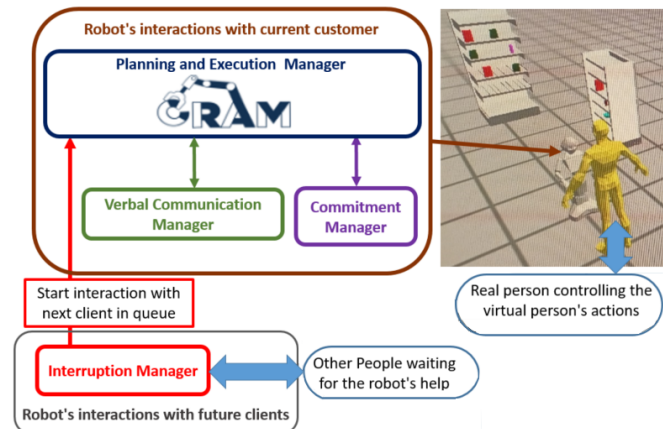 Robot's interactions with current customer
Planning and Execution Manager
CRAM
Verbal Communication
Manager
Commitment
Manager
Start interaction with
next client in queue
Real person controlling the
virtual person's actions
Interruption Manager
Other People waiting
for the robot's help
Robot's interactions with future clients